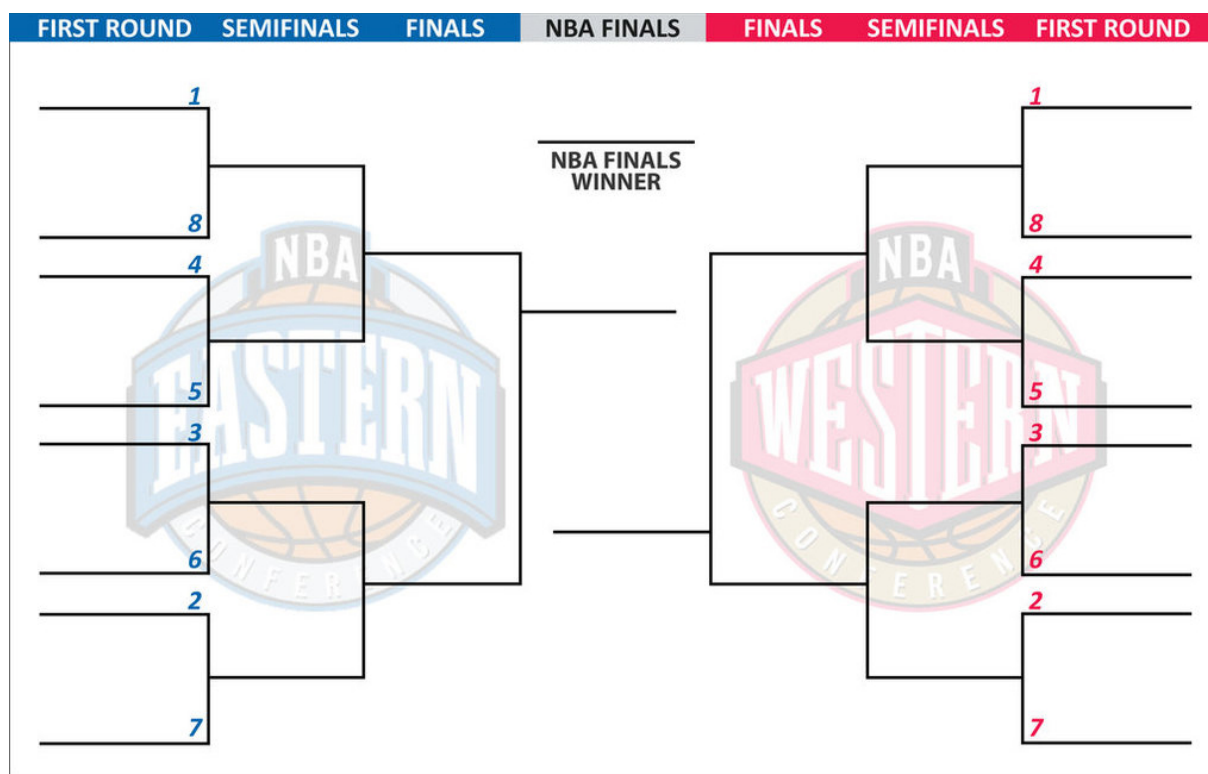 FIRST ROUND SEMIFINALS FINALS NBA FINALS FINALS SEMIFINALS FIRST ROUND
1 1
NBA FINALS
WINNER
8 8
NBA NBA
4 4
EASTERN WESTERN
5 5
3 3
CONFERENCE CONFERENCE
6 6
2 2
7 7